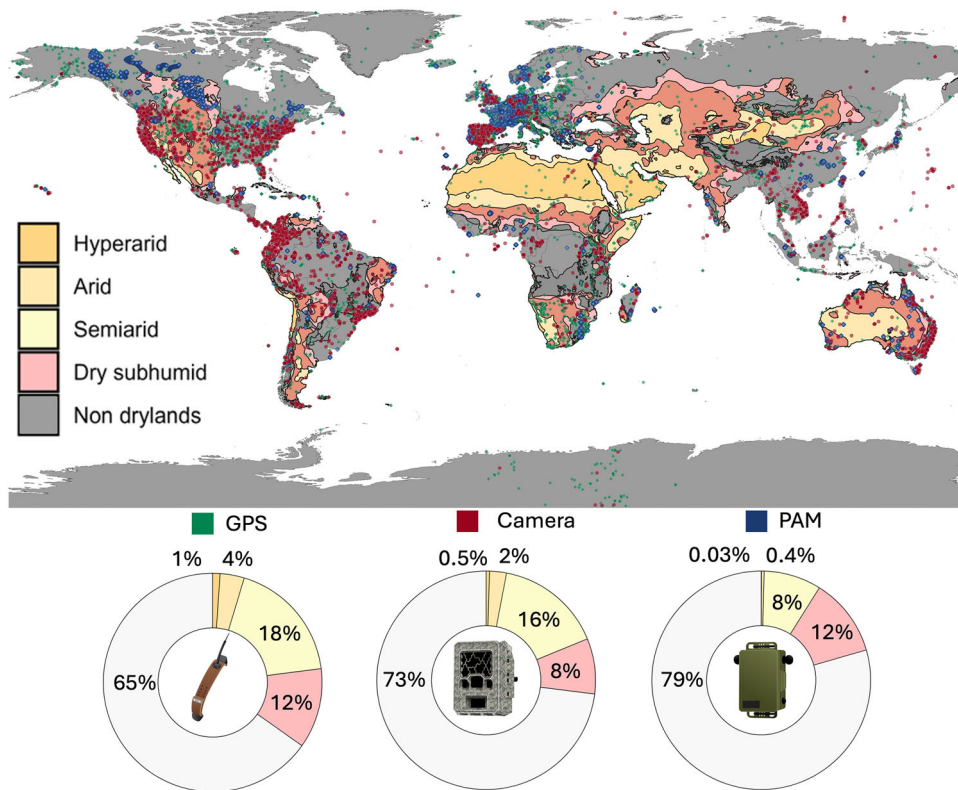 Hyperarid
Arid
Semiarid
Dry subhumid
Non drylands
GPS
Camera
PAM
1% 4%
18%
12%
65%
0.5% 2%
16%
8%
73%
0.03% 0.4%
8%
12%
79%